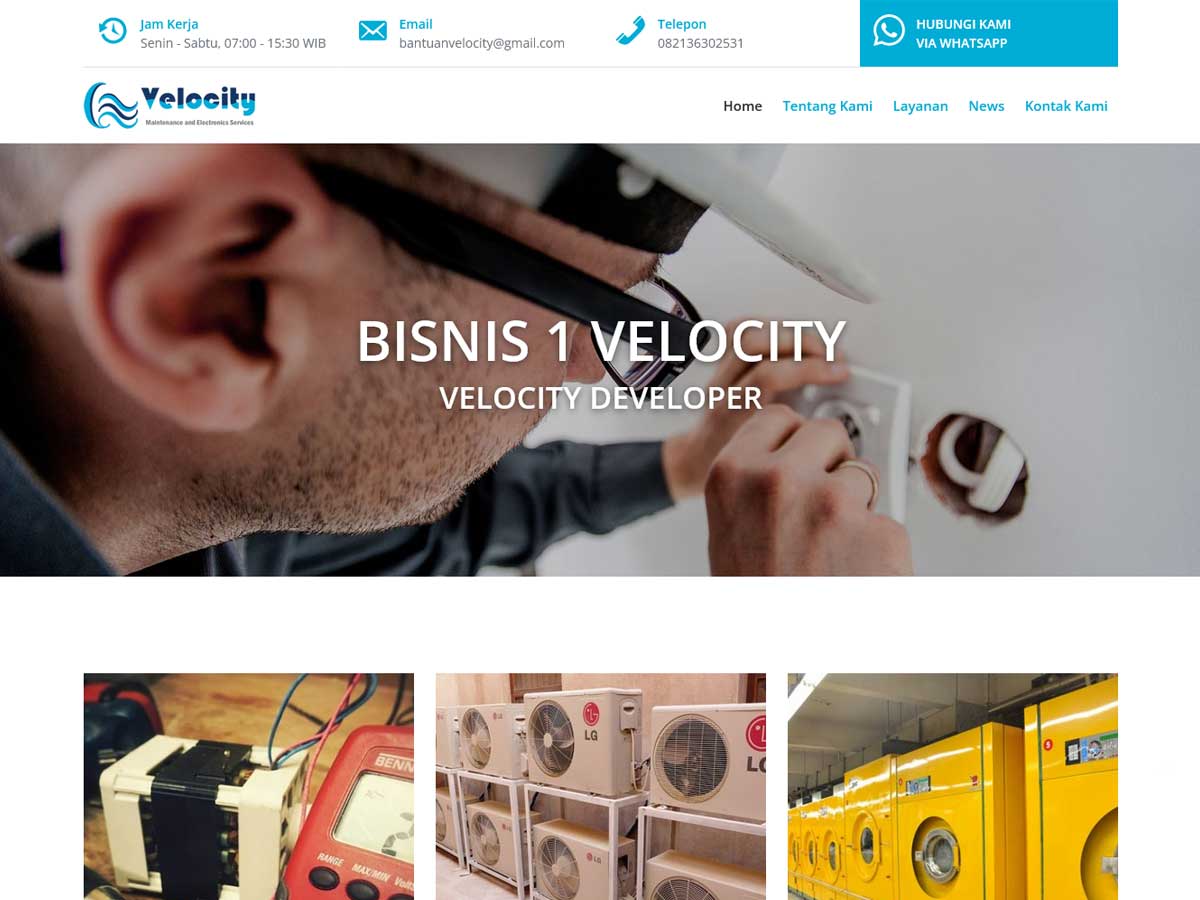 Jam Kerja
Senin - Sabtu, 07:00 - 15:30 WIB
Email
bantuanvelocity@gmail.com
Telepon
082136302531
HUBUNGI KAMI
VIA WHATSAPP
Velocity
Maintenance and Electronics Services
Home
Tentang Kami
Layanan
News
Kontak Kami
BISNIS 1 VELOCITY
VELOCITY DEVELOPER
BENN
RANGE
MAX/MIN
LG
LG
LG